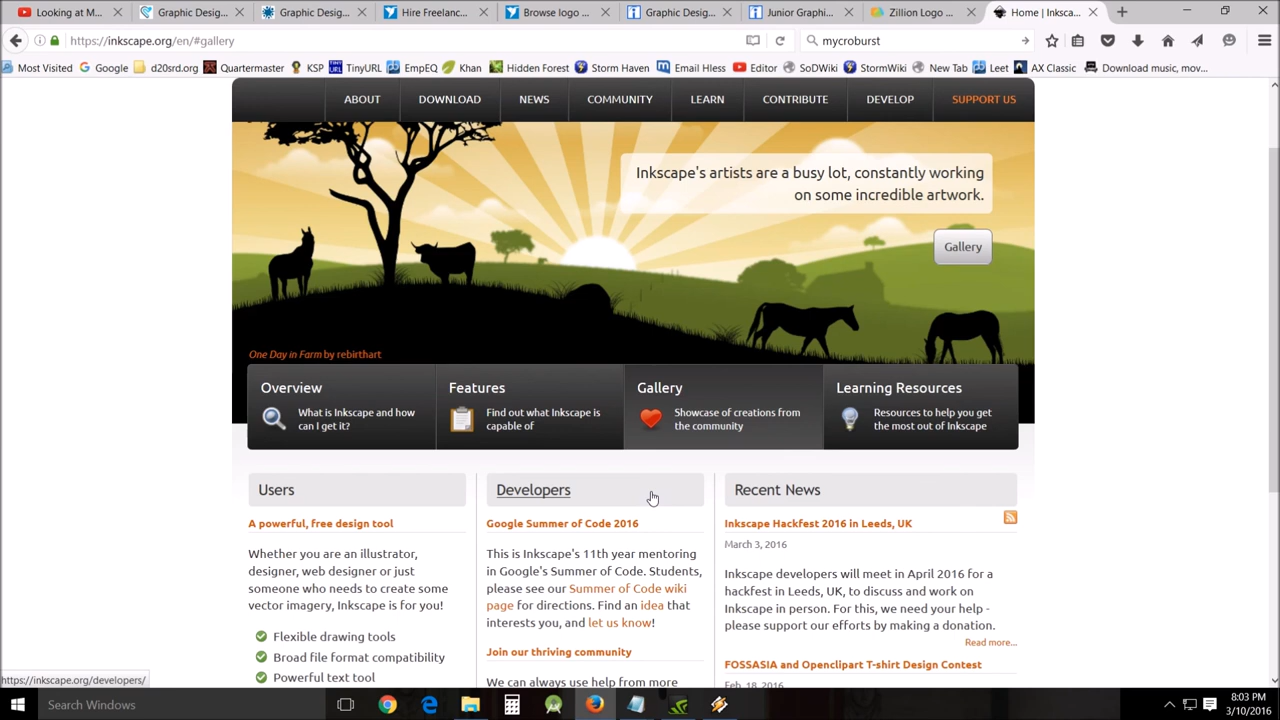 Looking at M...
Graphic Desig...
Graphic Desig...
Hire Freelanc...
Browse logo ...
Graphic Desig...
Junior Graphi...
Zillion Logo ...
Home | Inksca...
https://inkscape.org/en/#gallery
mycroburst
Most Visited
Google
d20srd.org
Quartermaster
KSP
TinyURL
EmpEQ
Khan
Hidden Forest
Storm Haven
Email Hless
Editor
SoDWiki
StormWiki
New Tab
Leet
AX Classic
Download music, mov...
ABOUT
DOWNLOAD
NEWS
COMMUNITY
LEARN
CONTRIBUTE
DEVELOP
SUPPORT US
Inkscape's artists are a busy lot, constantly working
on some incredible artwork.
Gallery
One Day in Farm by rebirthart
Overview
What is Inkscape and how
can I get it?
Features
Find out what Inkscape is
capable of
Gallery
Showcase of creations from
the community
Learning Resources
Resources to help you get
the most out of Inkscape
Users
A powerful, free design tool
Whether you are an illustrator,
designer, web designer or just
someone who needs to create some
vector imagery, Inkscape is for you!
Flexible drawing tools
Broad file format compatibility
Powerful text tool
Developers
Google Summer of Code 2016
This is Inkscape's 11th year mentoring
in Google's Summer of Code. Students,
please see our Summer of Code wiki
page for directions. Find an idea that
interests you, and let us know!
Join our thriving community
We can always use help from more
Recent News
Inkscape Hackfest 2016 in Leeds, UK
March 3, 2016
Inkscape developers will meet in April 2016 for a
hackfest in Leeds, UK, to discuss and work on
Inkscape in person. For this, we need your help -
please support our efforts by making a donation.
Read more...
FOSSASIA and Openclipart T-shirt Design Contest
Feb. 18, 2016
https://inkscape.org/developers/
Search Windows
8:03 PM
3/10/2016